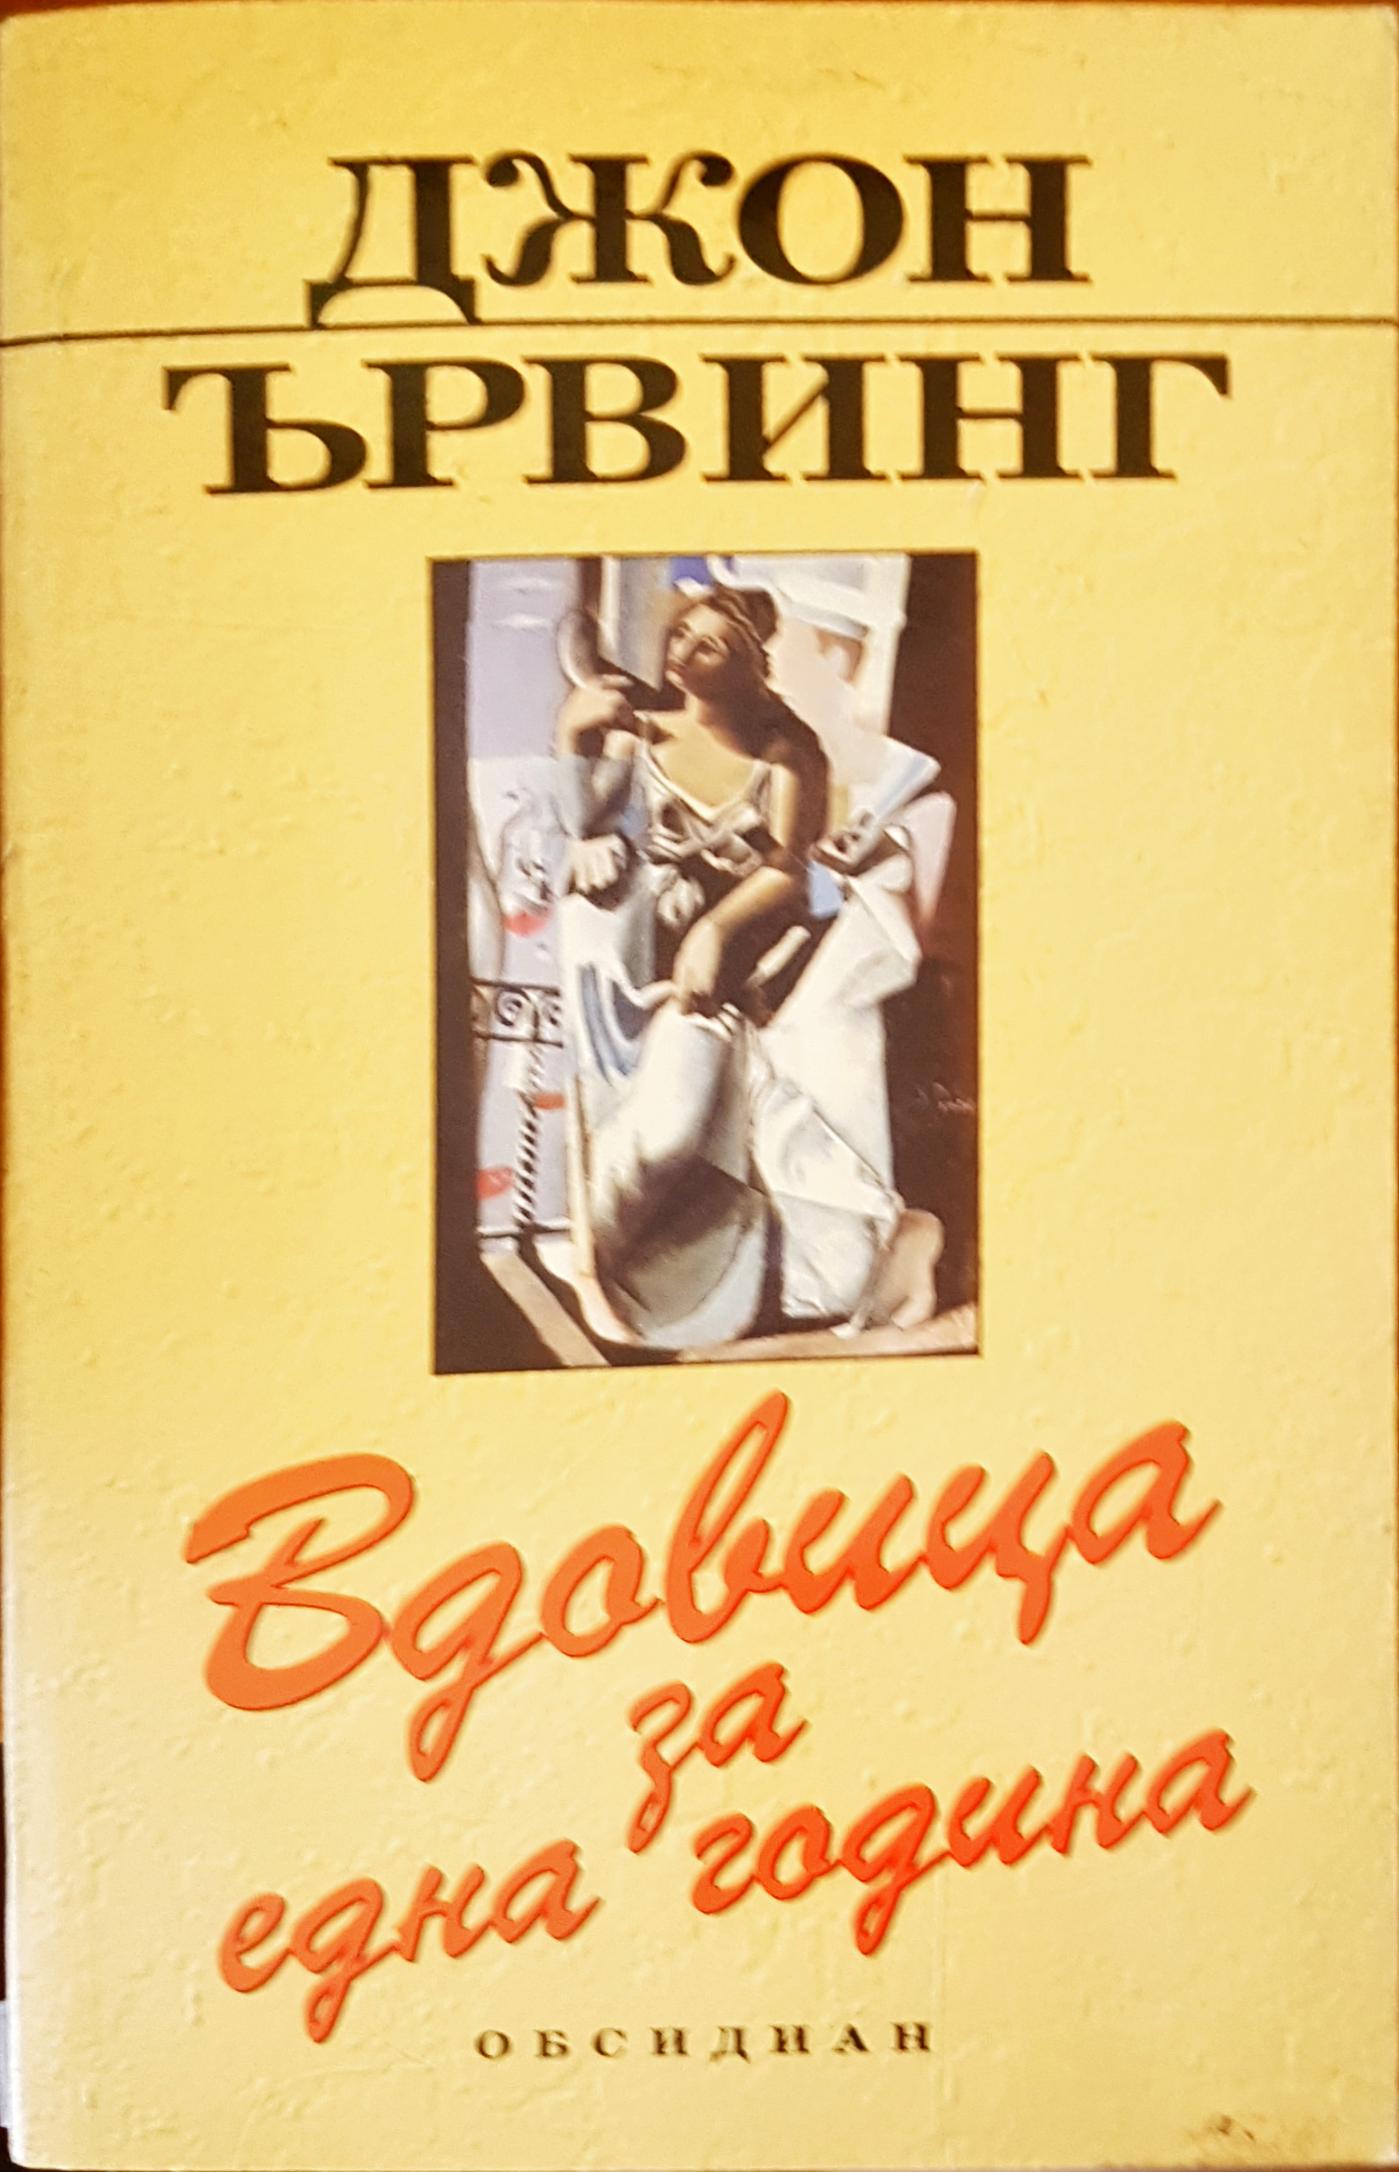 ДЖОН
ЪРВИНГ
Вдовица
за
една година
ОБСИДИАН